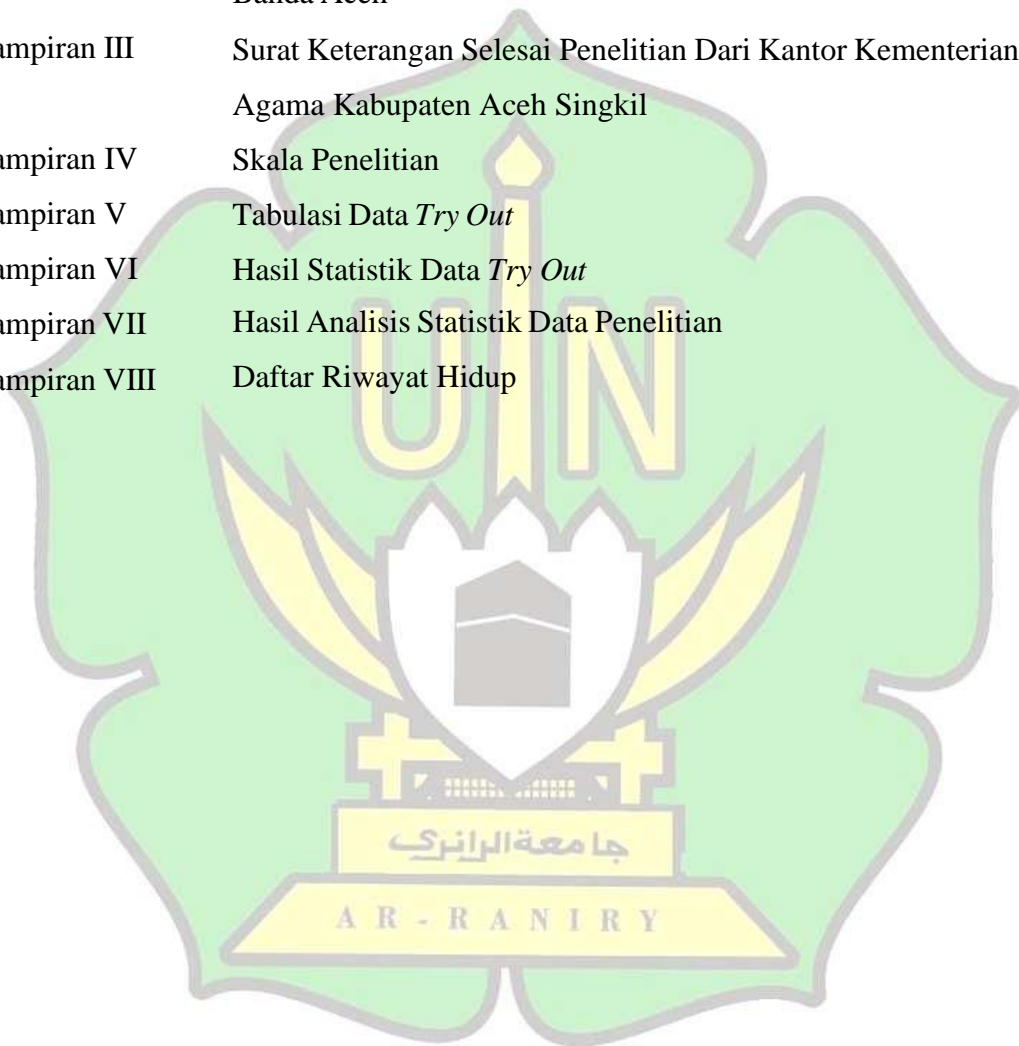 Banda Aceh
ampiran III Surat Keterangan Selesai Penelitian Dari Kantor Kementerian
Agama Kabupaten Aceh Singkil
ampiran IV Skala Penelitian
ampiran V Tabulasi Data Try Out
ampiran VI Hasil Statistik Data Try Out
ampiran VII Hasil Analisis Statistik Data Penelitian
ampiran VIII Daftar Riwayat Hidup
UIN
جامعة الرانري
AR-RANIRY